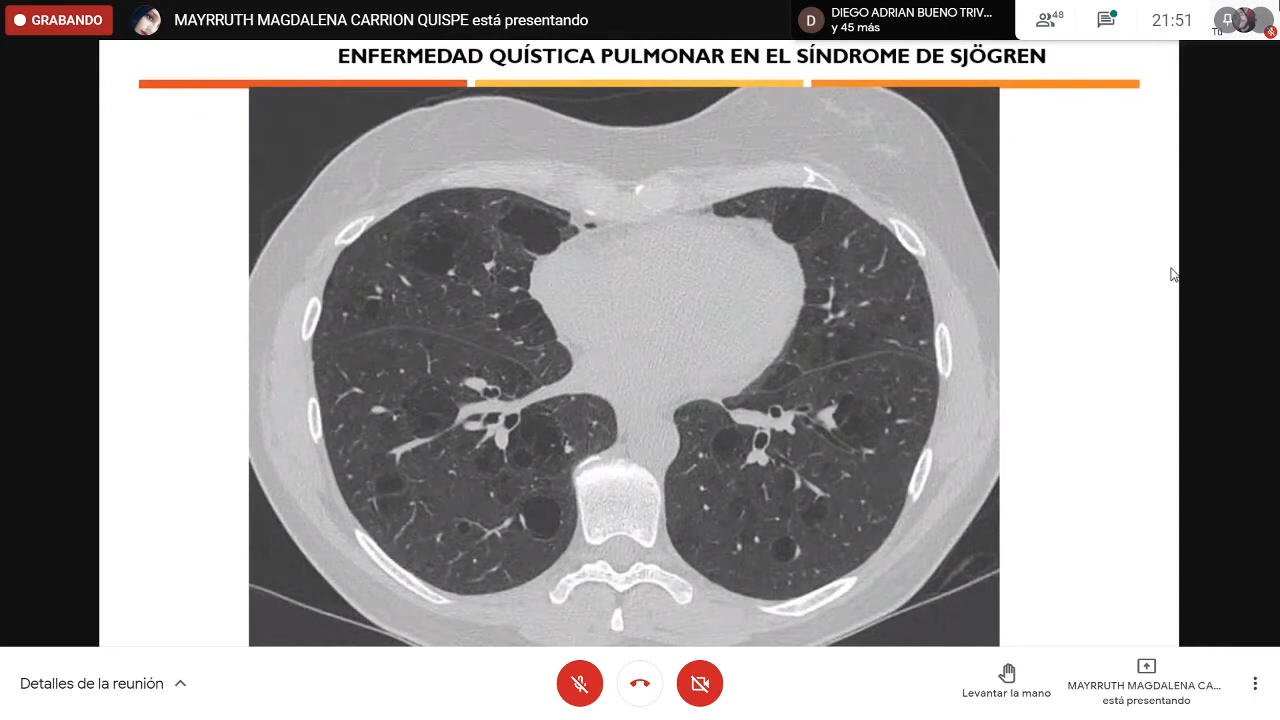 GRABANDO
MAYRRUTH MAGDALENA CARRION QUISPE está presentando
D
DIEGO ADRIAN BUENO TRIV...
y 45 más
48
21:51
Tú
ENFERMEDAD QUÍSTICA PULMONAR EN EL SÍNDROME DE SJÖGREN
Detalles de la reunión
Levantar la mano
MAYRRUTH MAGDALENA CA...
está presentando